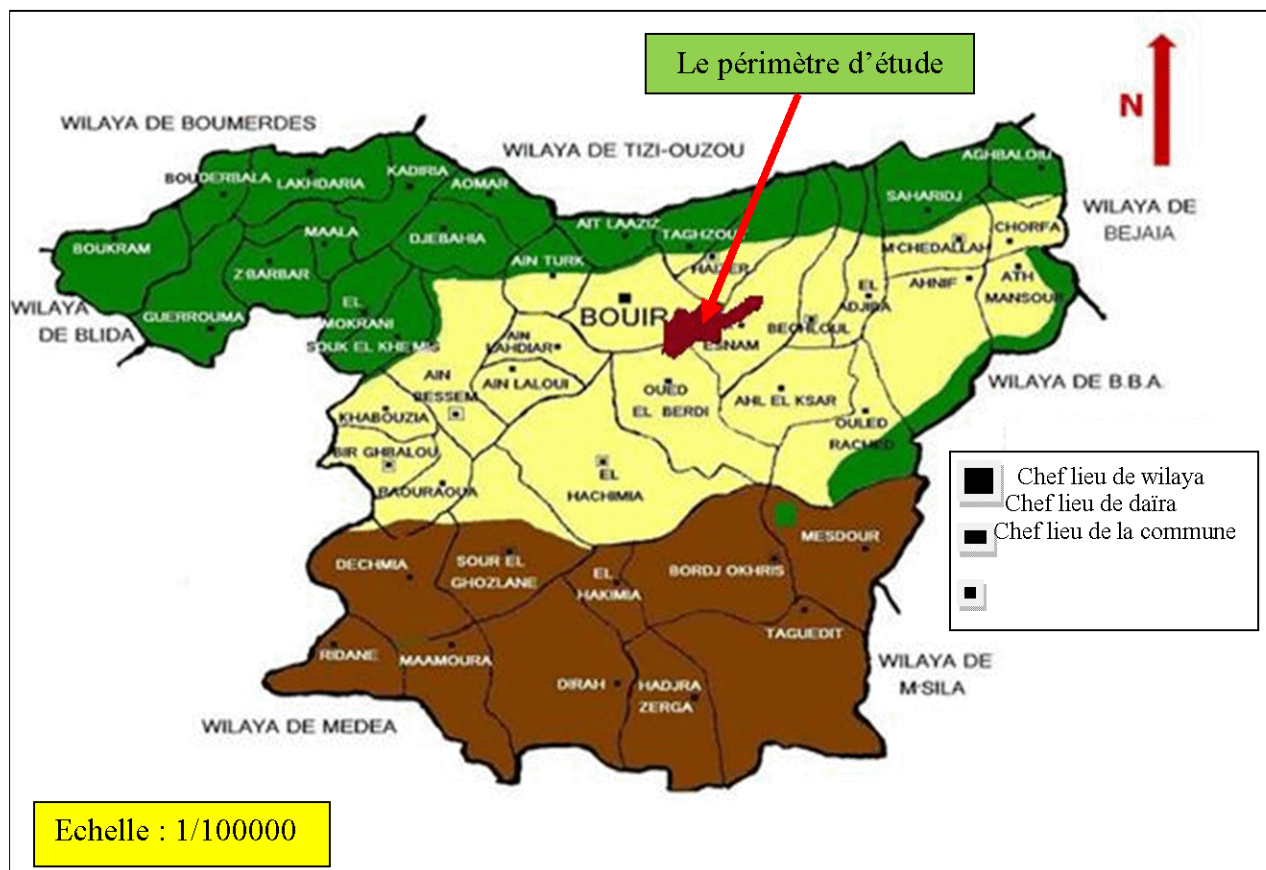 Le périmètre d'étude
N
WILAYA DE BOUMERDES
WILAYA DE TIZI-OUZOU
AGHBALOIU
BOUDERBALA
LAKHDARIA
KADIRIA
AOMAR
SAHARIDJ
WILAYA DE
BEJAIA
AIT LAAZIZ
TAGHZOU
CHORFA
BOUKRAM
MAALA
DJEBAHIA
M'CHEDALLAH
Z'BARBAR
AIN TURK
HAIZER
AHNIF
ATH
MANSOUR
EL
ADJIBA
WILAYA
DE BLIDA
GUERROUMA
EL
MOKRANI
SOUK EL KHEMIS
BOUIR
BECHLOUL
ESNAM
AIN
LAHDJAR
AIN
BESSEM
AIN LALOUI
OUED
EL BERDI
AHL EL KSAR
WILAYA DE B.B.A.
KHABOUZIA
OULED
RACHED
BIR GHBALOU
RAOURAOUA
EL
HACHIMIA
Chef lieu de wilaya
Chef lieu de daïra
Chef lieu de la commune
MESDOUR
DECHMIA
SOUR EL
GHOZLANE
EL
HAKIMIA
BORDJ OKHRIS
TAGUEDIT
RIDANE
MAAMOURA
DIRAH
HADJRA
ZERGA
WILAYA DE
M'SILA
WILAYA DE MEDEA
Echelle : 1/100000